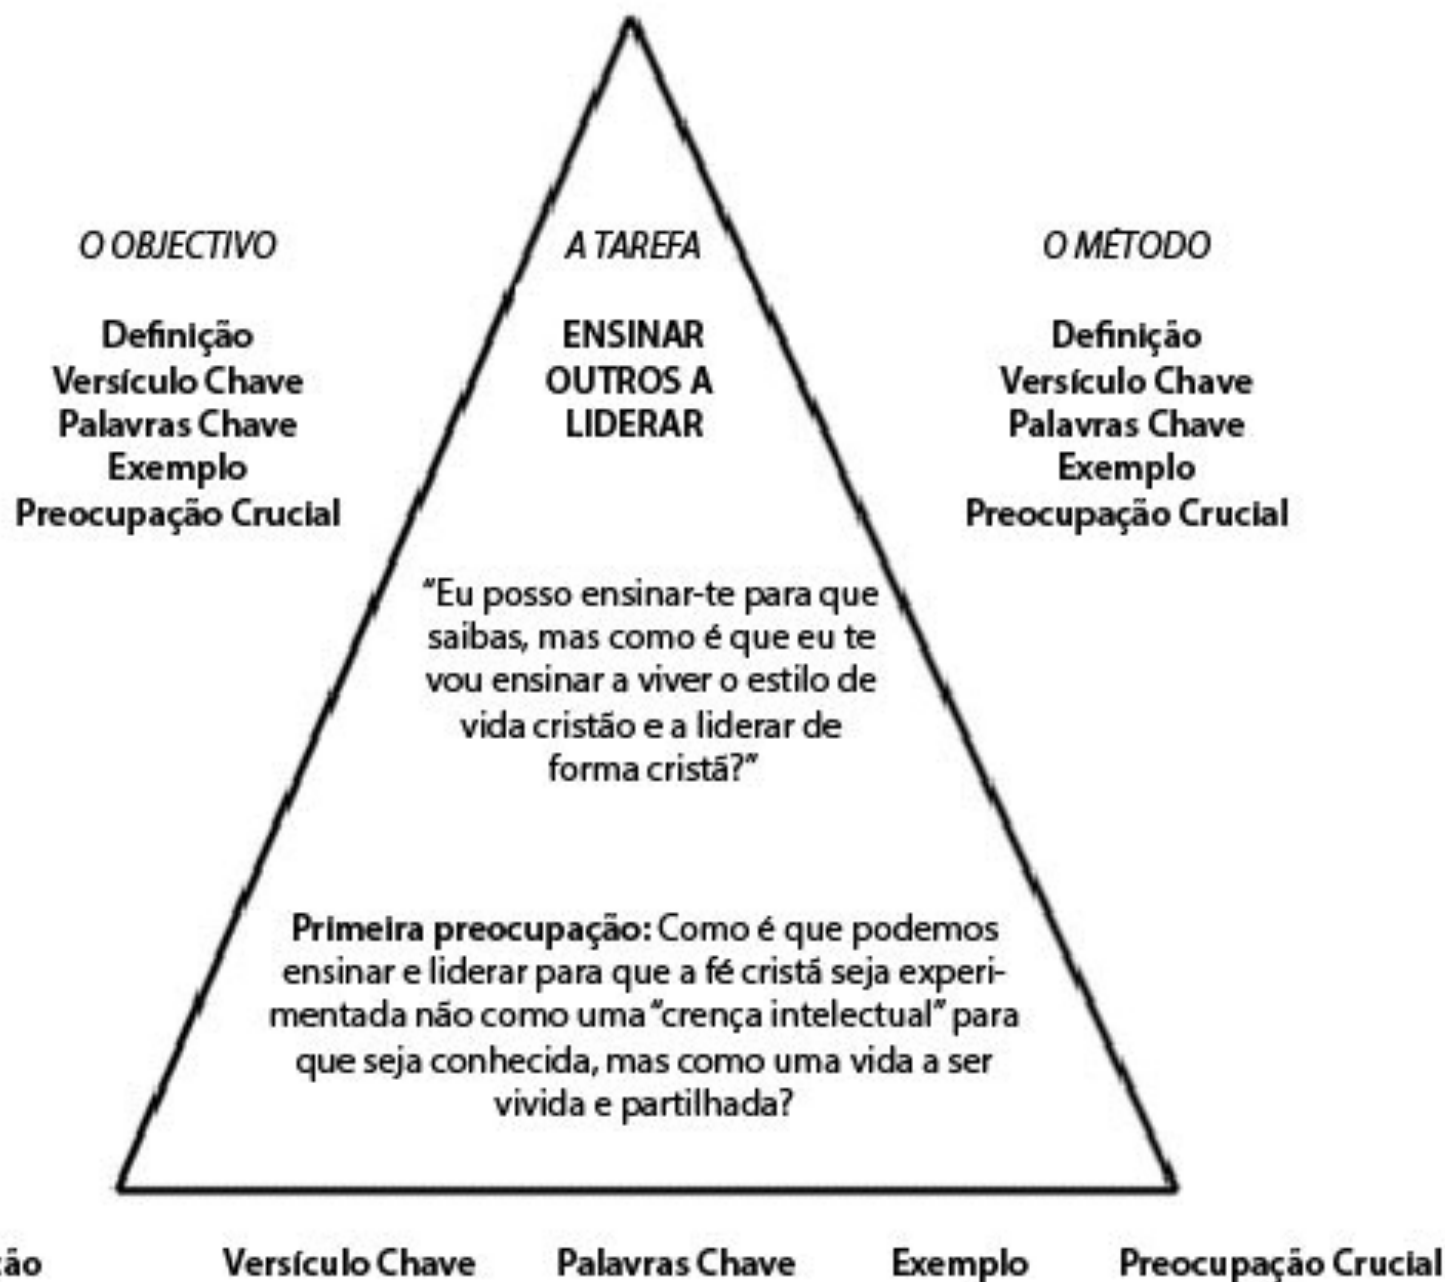 O OBJECTIVO
Definição
Versículo Chave
Palavras Chave
Exemplo
Preocupação Crucial
A TAREFA
ENSINAR
OUTROS A
LIDERAR
O MÉTODO
Definição
Versículo Chave
Palavras Chave
Exemplo
Preocupação Crucial
“Eu posso ensinar-te para que
saibas, mas como é que eu te
vou ensinar a viver o estilo de
vida cristão e a liderar de
forma cristã?”
Primeira preocupação: Como é que podemos
ensinar e liderar para que a fé cristã seja experi-
mentada não como uma “crença intelectual” para
que seja conhecida, mas como uma vida a ser
vivida e partilhada?
Versículo Chave Palavras Chave Exemplo Preocupação Crucial